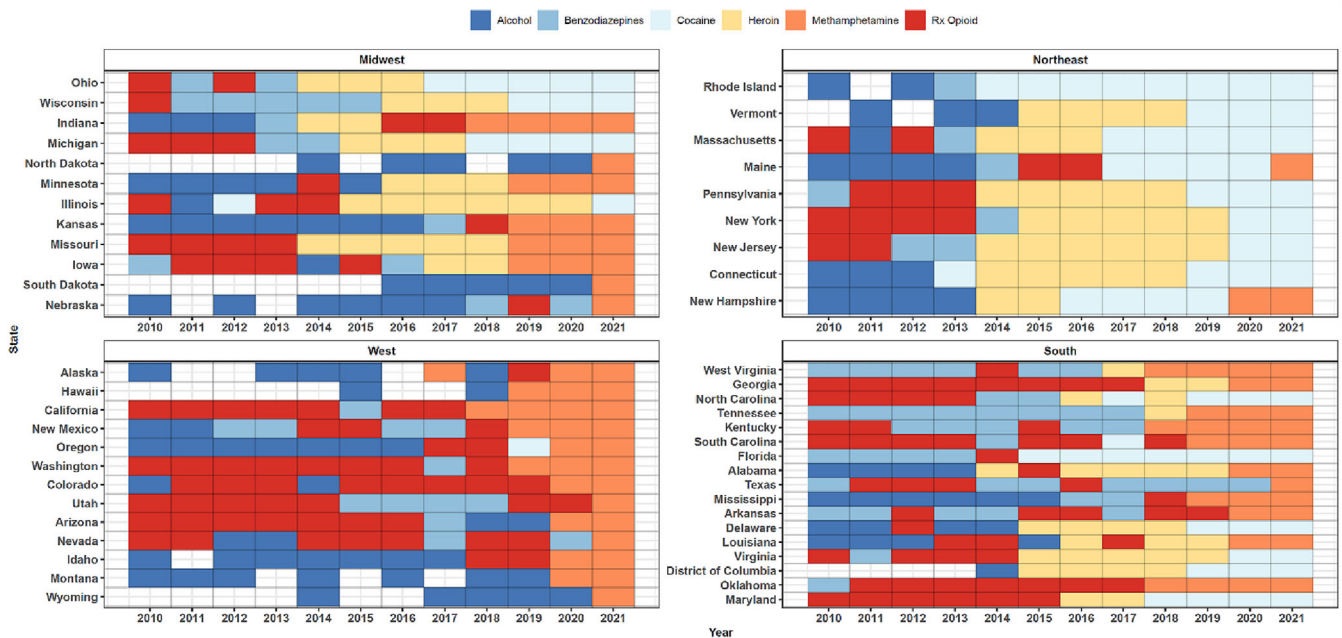 Alcohol Benzodiazepines Cocaine Heroin Methamphetamine Rx Opioid
Midwest
Ohio
Wisconsin
Indiana
Michigan
North Dakota
Minnesota
Illinois
Kansas
Missouri
Iowa
South Dakota
Nebraska
2010 2011 2012 2013 2014 2015 2016 2017 2018 2019 2020 2021
Northeast
Rhode Island
Vermont
Massachusetts
Maine
Pennsylvania
New York
New Jersey
Connecticut
New Hampshire
2010 2011 2012 2013 2014 2015 2016 2017 2018 2019 2020 2021
State
West
Alaska
Hawaii
California
New Mexico
Oregon
Washington
Colorado
Utah
Arizona
Nevada
Idaho
Montana
Wyoming
2010 2011 2012 2013 2014 2015 2016 2017 2018 2019 2020 2021
South
West Virginia
Georgia
North Carolina
Tennessee
Kentucky
South Carolina
Florida
Alabama
Texas
Mississippi
Arkansas
Delaware
Louisiana
Virginia
District of Columbia
Oklahoma
Maryland
2010 2011 2012 2013 2014 2015 2016 2017 2018 2019 2020 2021
Year